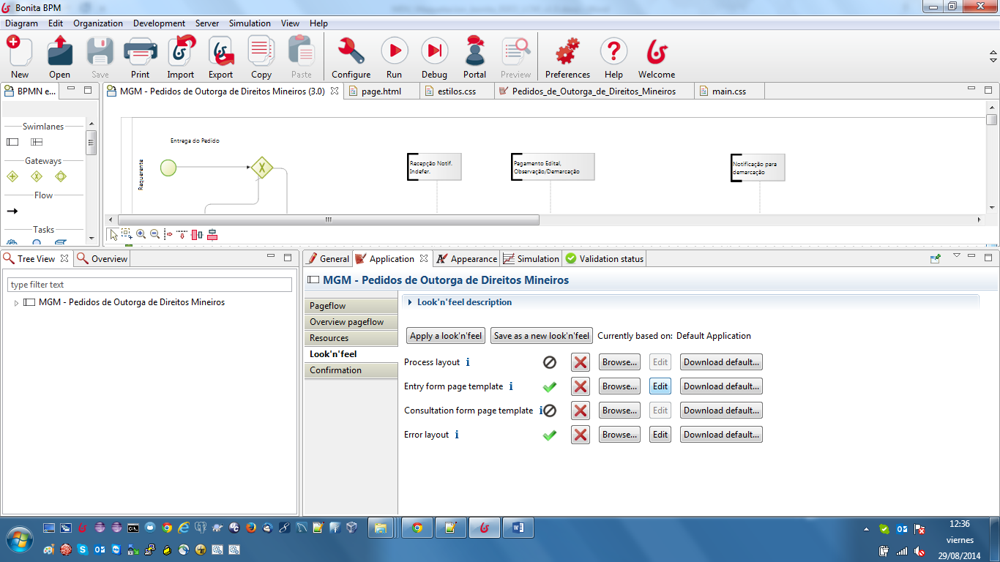 Bonita BPM
Diagram Edit Organization Development Server Simulation View Help
New Open Save Print Import Export Copy Paste Configure Run Debug Portal Preview Preferences Help Welcome
BPMN e...
MGM - Pedidos de Outorga de Direitos Mineiros (3.0) page.html estilos.css Pedidos_de_Outorga_de_Direitos_Mineiros main.css
Swimlanes
Gateways
Flow
Tasks
Requerente
Entrega do Pedido
Recepção Notif.
Indefer.
Pagamento Edital,
Observação/Demarcação
Notificação para
demarcação
Tree View Overview
type filter text
MGM - Pedidos de Outorga de Direitos Mineiros
General Application Appearance Simulation Validation status
MGM - Pedidos de Outorga de Direitos Mineiros
Pageflow
Overview pageflow
Resources
Look'n'feel
Confirmation
Look'n'feel description
Apply a look'n'feel Save as a new look'n'feel Currently based on: Default Application
Process layout Browse... Edit Download default...
Entry form page template Browse... Edit Download default...
Consultation form page template Browse... Edit Download default...
Error layout Browse... Edit Download default...
12:36
viernes
29/08/2014